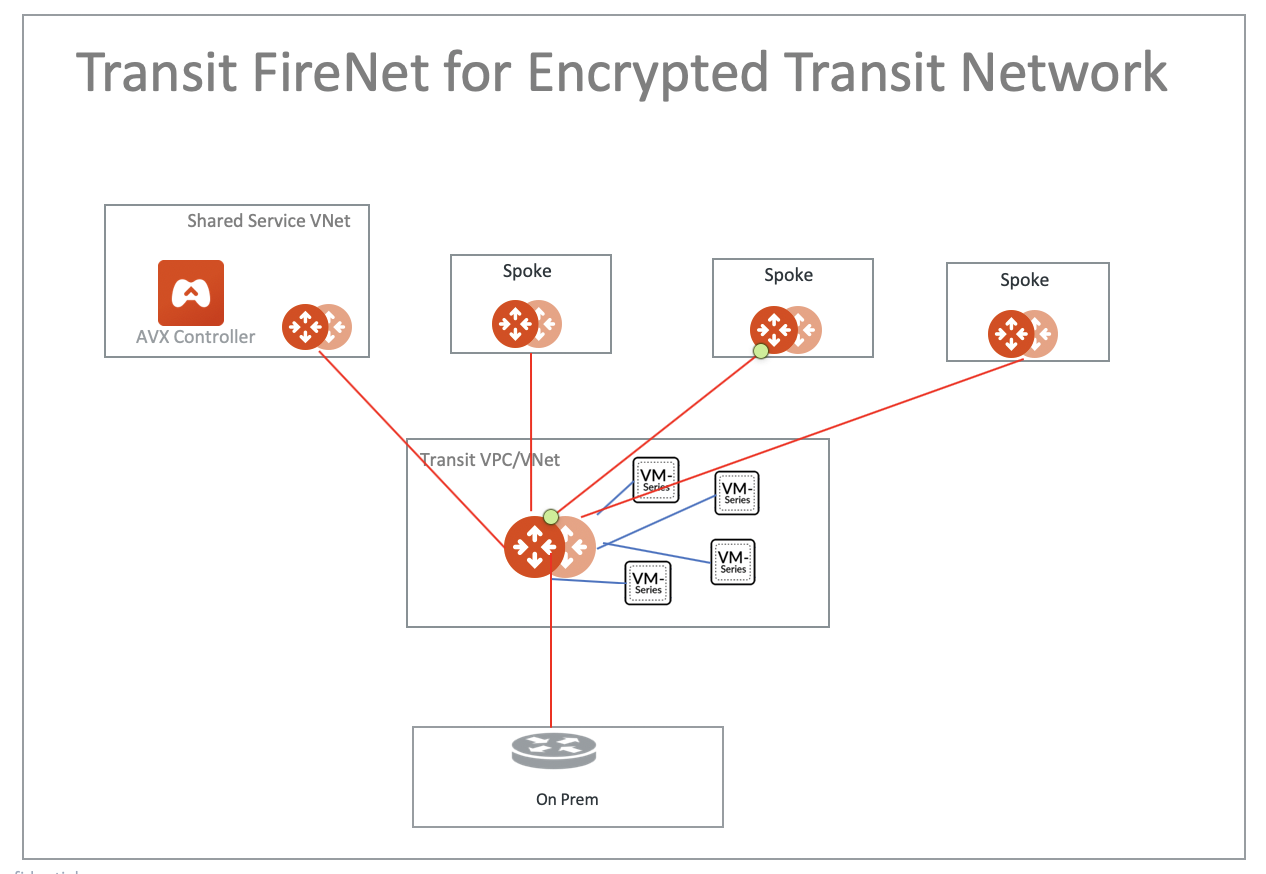 Transit FireNet for Encrypted Transit Network
Shared Service VNet
AVX Controller
Spoke
Spoke
Spoke
Transit VPC/VNet
VM-
Series
VM-
Series
VM-
Series
VM-
Series
On Prem